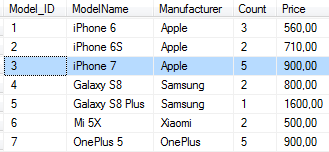 Model_ID ModelName Manufacturer Count Price
1 iPhone 6 Apple 3 560,00
2 iPhone 6S Apple 2 710,00
3 iPhone 7 Apple 5 900,00
4 Galaxy S8 Samsung 2 800,00
5 Galaxy S8 Plus Samsung 1 1600,00
6 Mi 5X Xiaomi 2 500,00
7 OnePlus 5 OnePlus 5 900,00